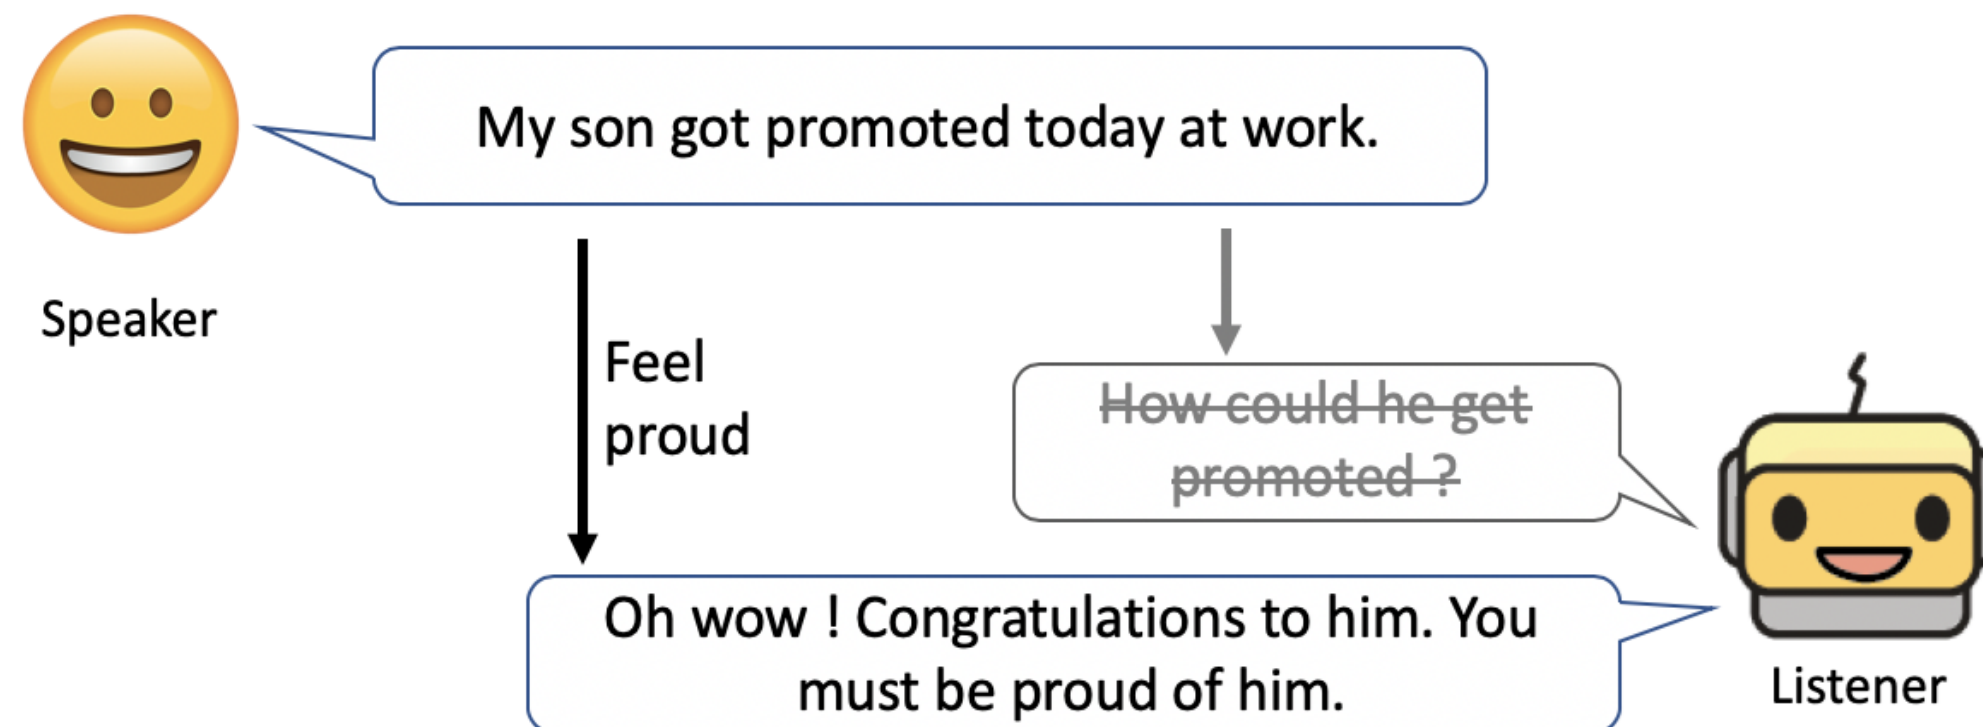 My son got promoted today at work.
Speaker
Feel
proud
How could he get
promoted ?
Oh wow ! Congratulations to him. You
must be proud of him.
Listener